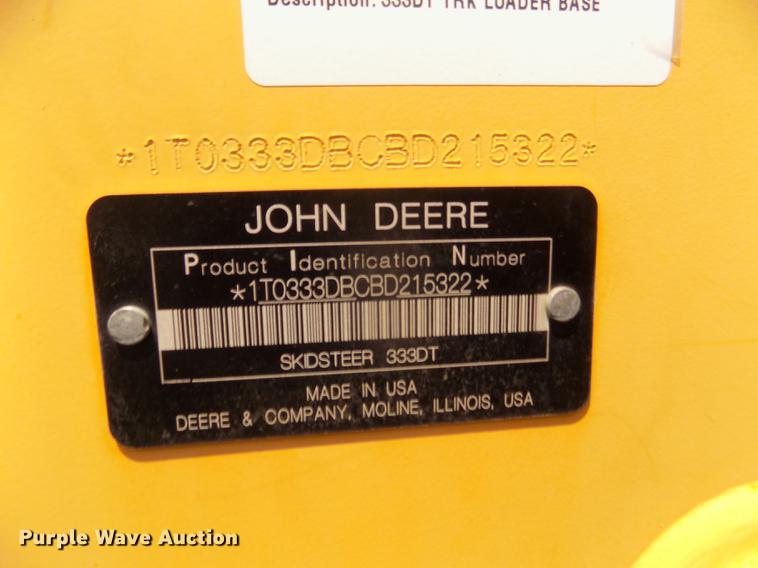 Description: 333DT TRK LOADER BASE
*1T0333DBCBD215322*
JOHN DEERE
Product Identification Number
*1T0333DBCBD215322*
SKIDSTEER 333DT
MADE IN USA
DEERE & COMPANY, MOLINE, ILLINOIS, USA
Purple Wave Auction